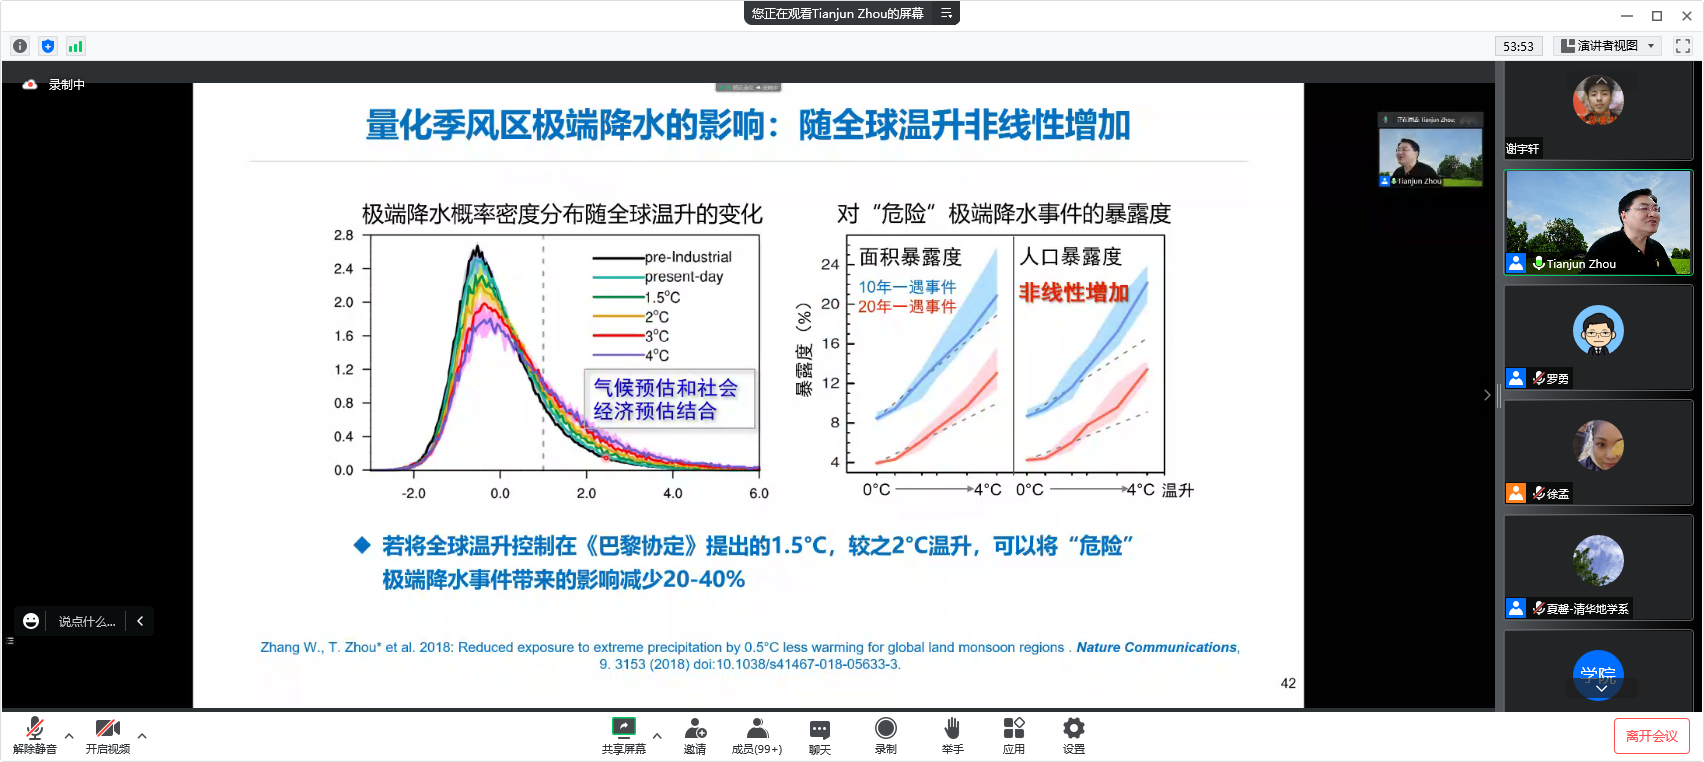 您正在观看Tianjun Zhou的屏幕
53:53
演讲者视图
录制中
量化季风区极端降水的影响：随全球温升非线性增加
极端降水概率密度分布随全球温升的变化
2.8
2.4
2.0
1.6
1.2
0.8
0.4
0.0
-2.0
0.0
2.0
4.0
6.0
pre-Industrial
present-day
1.5°C
2°C
3°C
4°C
气候预估和社会
经济预估结合
对“危险”极端降水事件的暴露度
暴露度（%）
24
20
16
12
8
4
面积暴露度
10年一遇事件
20年一遇事件
人口暴露度
非线性增加
0°C
4°C
0°C
4°C 温升
◆ 若将全球温升控制在《巴黎协定》提出的1.5°C，较之2°C温升，可以将“危险”
极端降水事件带来的影响减少20-40%
Zhang W., T. Zhou* et al. 2018: Reduced exposure to extreme precipitation by 0.5°C less warming for global land monsoon regions . Nature Communications,
9. 3153 (2018) doi:10.1038/s41467-018-05633-3.
42
Tianjun Zhou
谢宇轩
Tianjun Zhou
罗勇
徐孟
夏馨-清华地学系
学院
说点什么...
解除静音
开启视频
共享屏幕
邀请
成员(99+)
聊天
录制
举手
应用
设置
离开会议